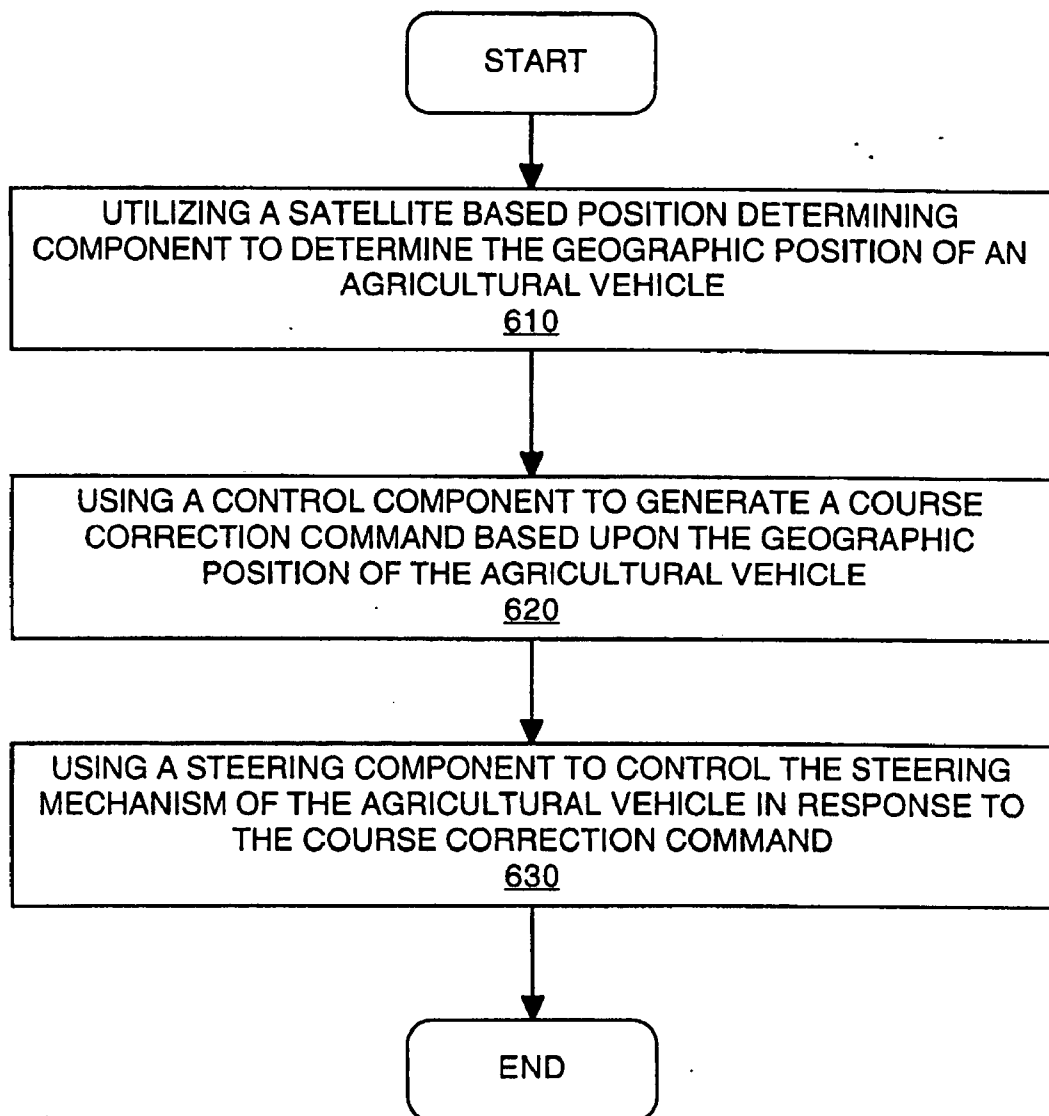 START
UTILIZING A SATELLITE BASED POSITION DETERMINING
COMPONENT TO DETERMINE THE GEOGRAPHIC POSITION OF AN
AGRICULTURAL VEHICLE
610
USING A CONTROL COMPONENT TO GENERATE A COURSE
CORRECTION COMMAND BASED UPON THE GEOGRAPHIC
POSITION OF THE AGRICULTURAL VEHICLE
620
USING A STEERING COMPONENT TO CONTROL THE STEERING
MECHANISM OF THE AGRICULTURAL VEHICLE IN RESPONSE TO
THE COURSE CORRECTION COMMAND
630
END